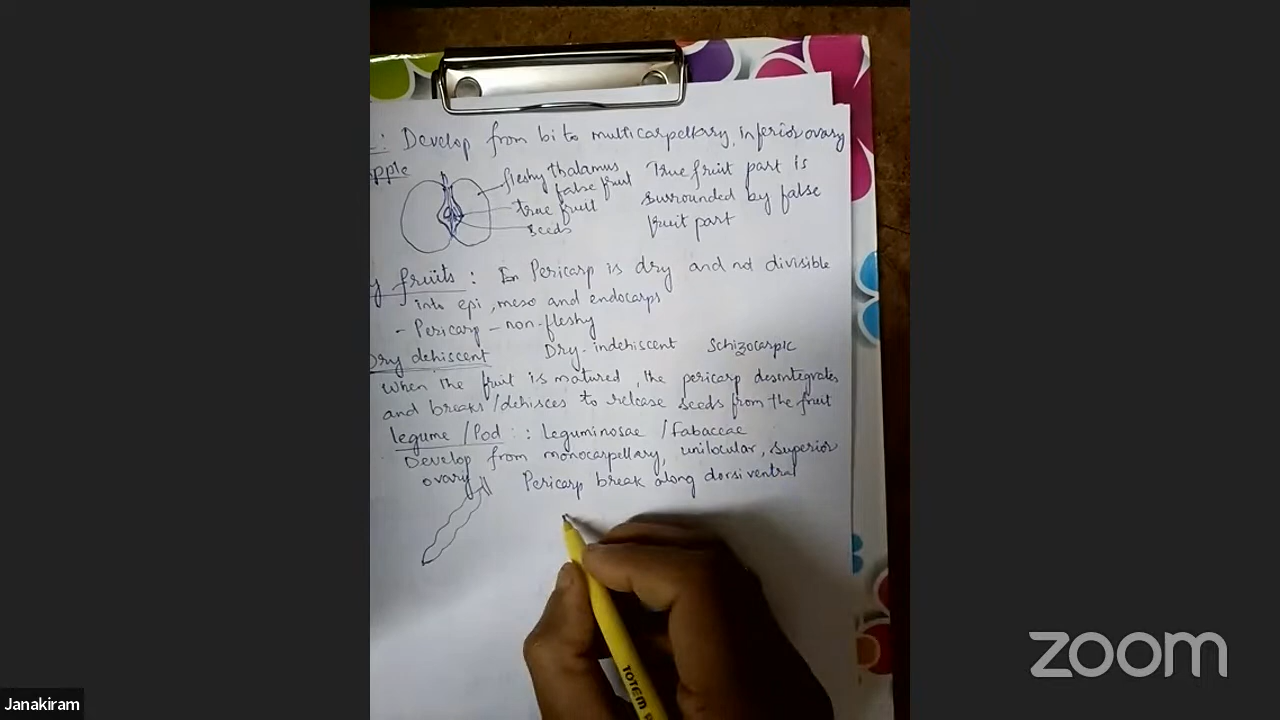 : Develop from bi to multicarpellary, inferior ovary
apple
fleshy thalamus
false fruit
true fruit
seeds
True fruit part is
surrounded by false
fruit part
y fruits : Pericarp is dry and not divisible
into epi, meso and endocarps
- Pericarp - non-fleshy
Dry dehiscent Dry-indehiscent Schizocarpic
When the fruit is matured, the pericarp desintegrates
and breaks/dehisces to release seeds from the fruit
legume /Pod : : Leguminosae /Fabaceae
Develop from monocarpellary, unilocular, superior
ovary
Pericarp break along dorsiventral
TOTEM
zoom
Janakiram